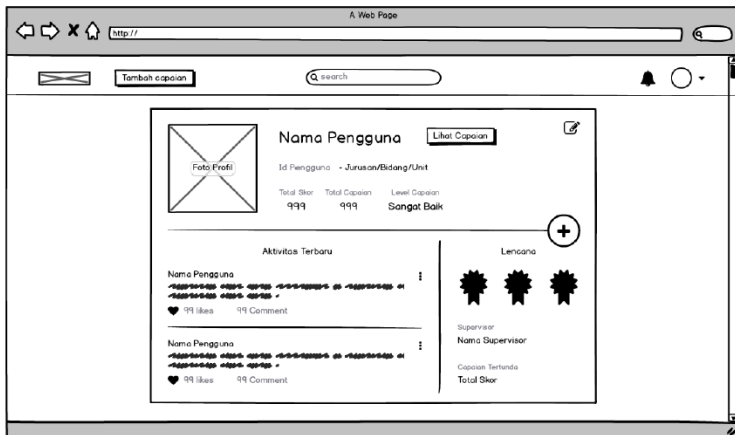 A Web Page
http://
Tambah capaian
search
Foto Profil
Nama Pengguna
Lihat Capaian
Id Pengguna - Jurusan/Bidang/Unit
Total Skor Total Capaian Level Capaian
999 999 Sangat Baik
Aktivitas Terbaru
Nama Pengguna
99 likes 99 Comment
Nama Pengguna
99 likes 99 Comment
Lencana
Supervisor
Nama Supervisor
Capaian Tertunda
Total Skor